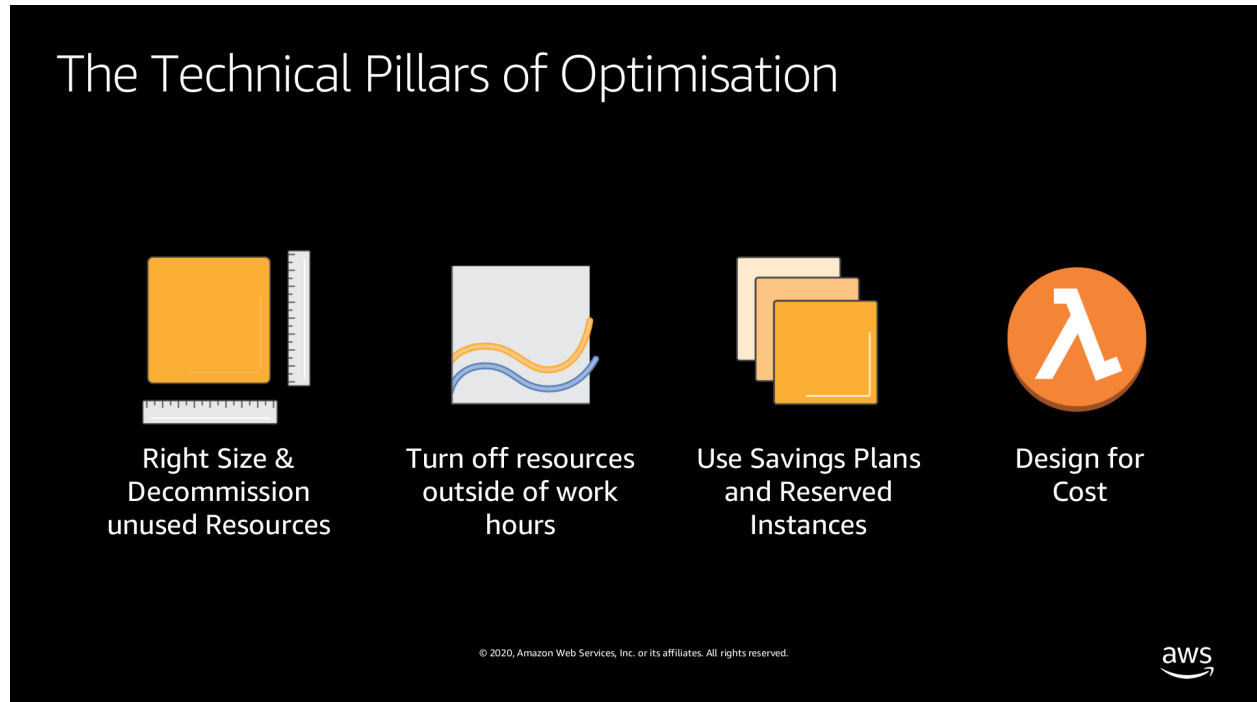 The Technical Pillars of Optimisation
Right Size &
Decommission
unused Resources
Turn off resources
outside of work
hours
Use Savings Plans
and Reserved
Instances
Design for
Cost
© 2020, Amazon Web Services, Inc. or its affiliates. All rights reserved.
aws